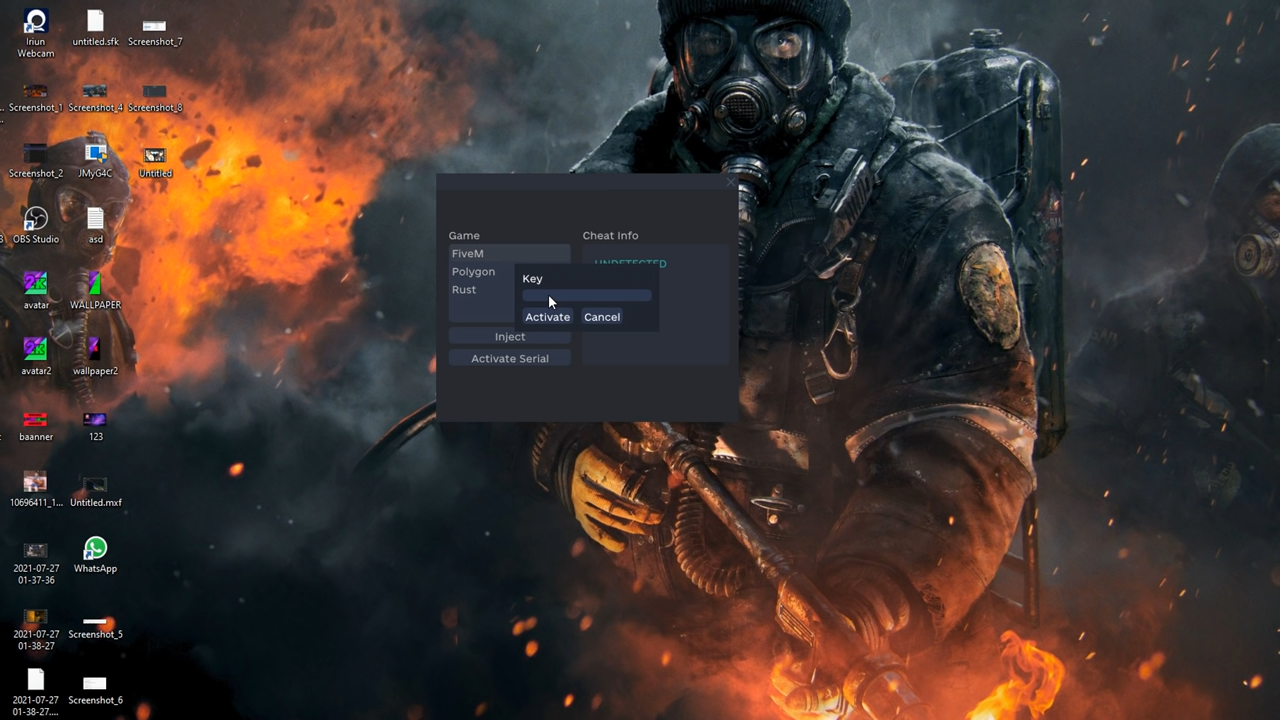 Iriun
Webcam
untitled.sfk
Screenshot_7
Screenshot_1
Screenshot_4
Screenshot_8
Screenshot_2
JMyG4C
Untitled
OBS Studio
asd
avatar
WALLPAPER
avatar2
wallpaper2
baanner
123
10696411_1...
Untitled.mxf
2021-07-27
01-37-36
WhatsApp
2021-07-27
01-38-27
Screenshot_5
2021-07-27
01-38-27....
Screenshot_6
Game
Cheat Info
FiveM
UNDETECTED
Polygon
Rust
Key
Activate
Cancel
Inject
Activate Serial